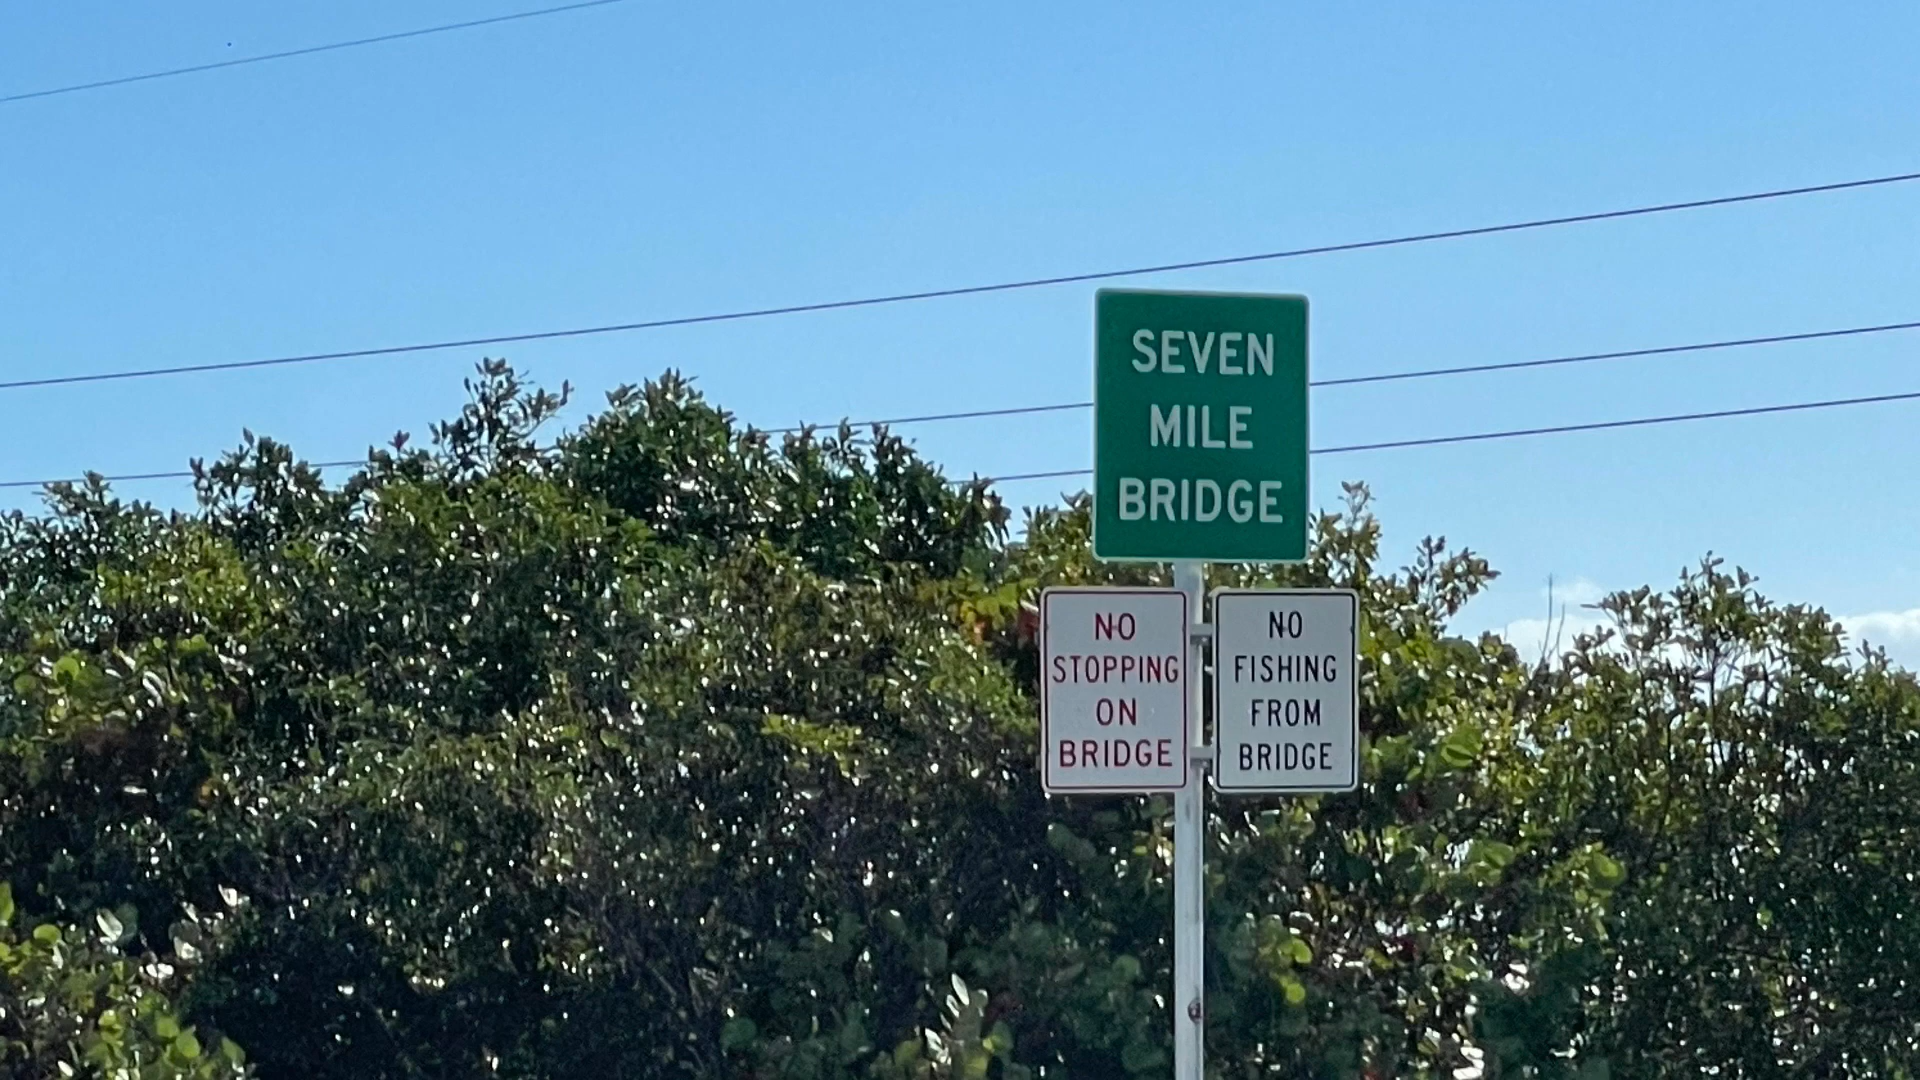 SEVEN
MILE
BRIDGE
NO
STOPPING
ON
BRIDGE
NO
FISHING
FROM
BRIDGE